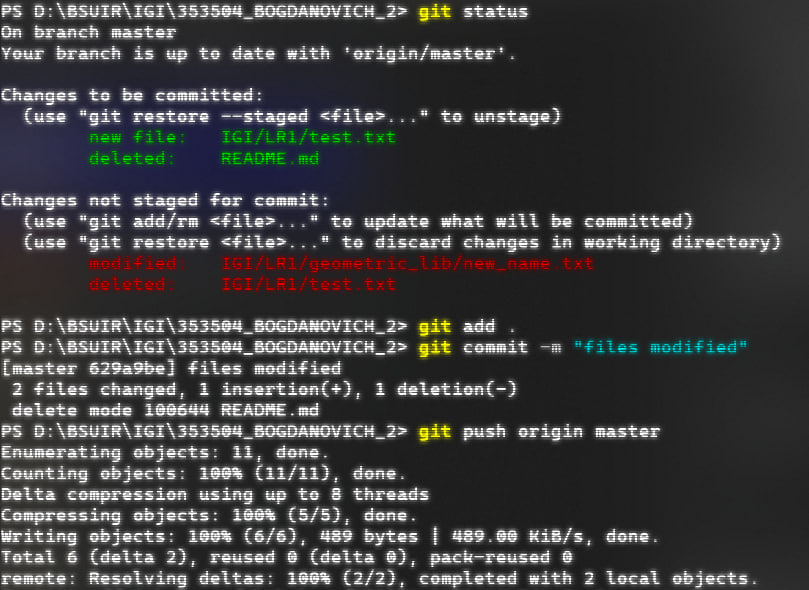 PS D:\BSUIR\IGI\353504_BOGDANOVICH_2> git status
On branch master
Your branch is up to date with 'origin/master'.
Changes to be committed:
(use "git restore --staged <file>..." to unstage)
new file: IGI/LR1/test.txt
deleted: README.md
Changes not staged for commit:
(use "git add/rm <file>..." to update what will be committed)
(use "git restore <file>..." to discard changes in working directory)
modified: IGI/LR1/geometric_lib/new_name.txt
deleted: IGI/LR1/test.txt
PS D:\BSUIR\IGI\353504_BOGDANOVICH_2> git add .
PS D:\BSUIR\IGI\353504_BOGDANOVICH_2> git commit -m "files modified"
[master 629a9be] files modified
2 files changed, 1 insertion(+), 1 deletion(-)
delete mode 100644 README.md
PS D:\BSUIR\IGI\353504_BOGDANOVICH_2> git push origin master
Enumerating objects: 11, done.
Counting objects: 100% (11/11), done.
Delta compression using up to 8 threads
Compressing objects: 100% (5/5), done.
Writing objects: 100% (6/6), 489 bytes | 489.00 KiB/s, done.
Total 6 (delta 2), reused 0 (delta 0), pack-reused 0
remote: Resolving deltas: 100% (2/2), completed with 2 local objects.